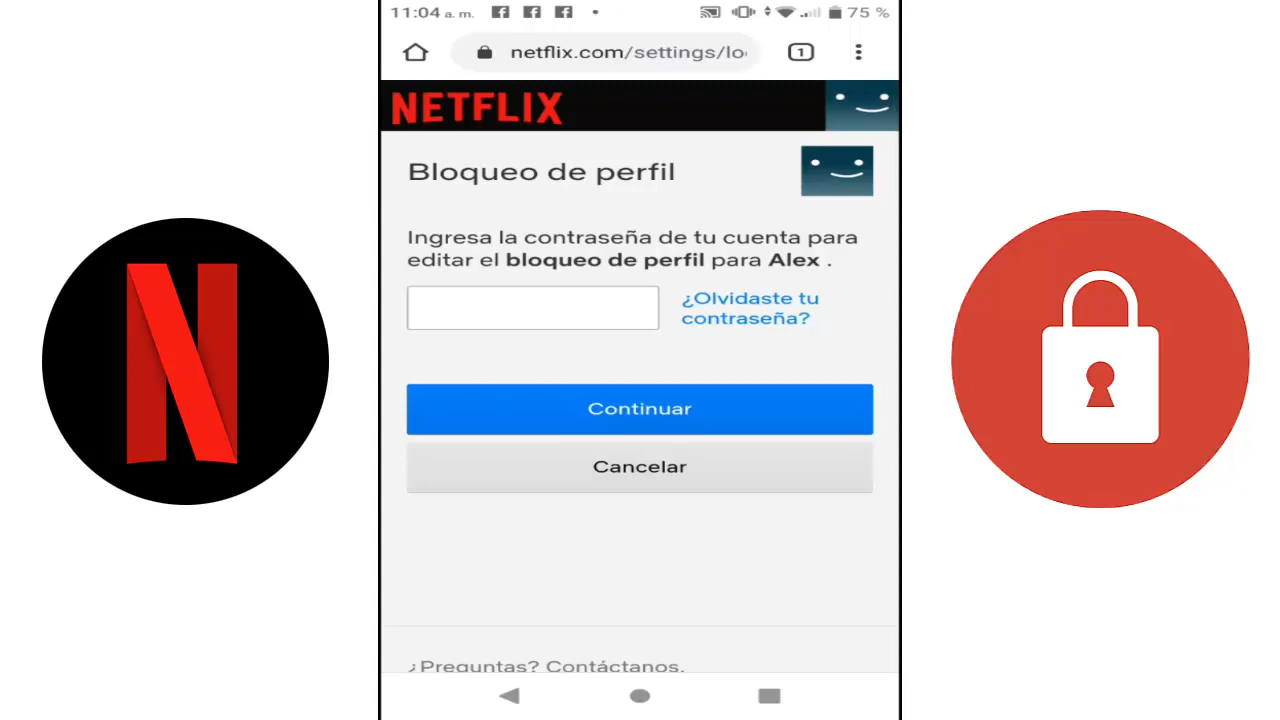 11:04 a. m.
75 %
netflix.com/settings/lo
1
NETFLIX
Bloqueo de perfil
Ingresa la contraseña de tu cuenta para
editar el bloqueo de perfil para Alex .
¿Olvidaste tu
contraseña?
Continuar
Cancelar
¿Preguntas? Contáctanos.